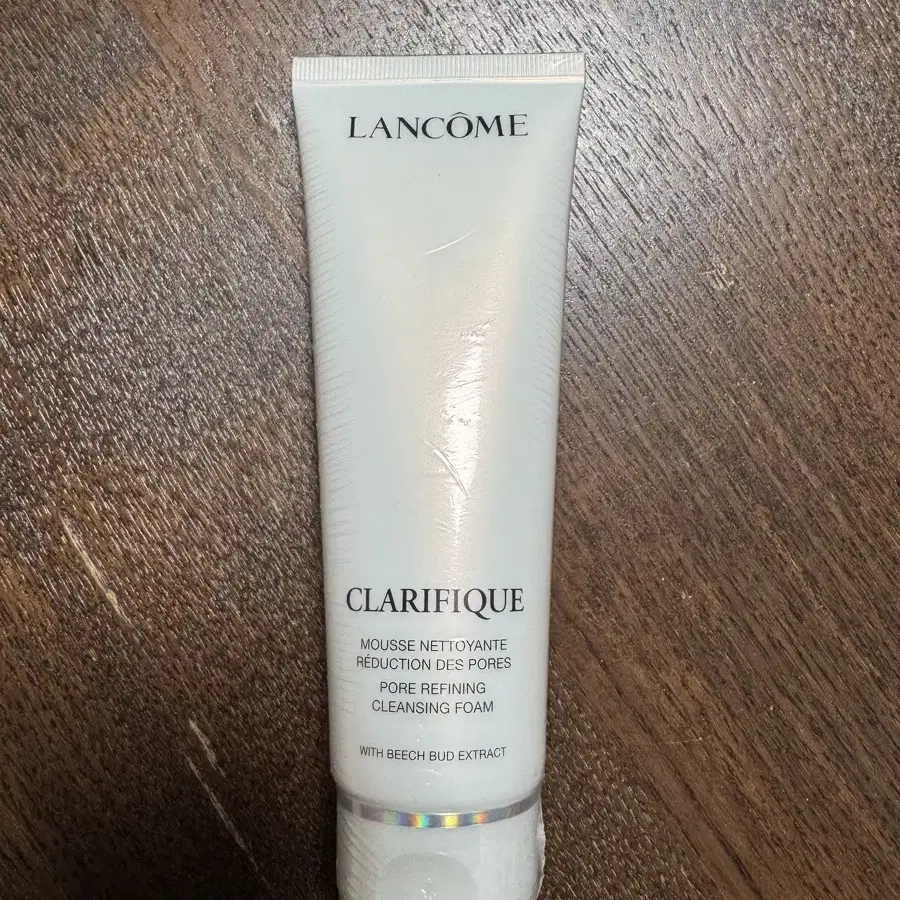 LANCÔME
CLARIFIQUE
MOUSSE NETTOYANTE
RÉDUCTION DES PORES
PORE REFINING
CLEANSING FOAM
WITH BEECH BUD EXTRACT